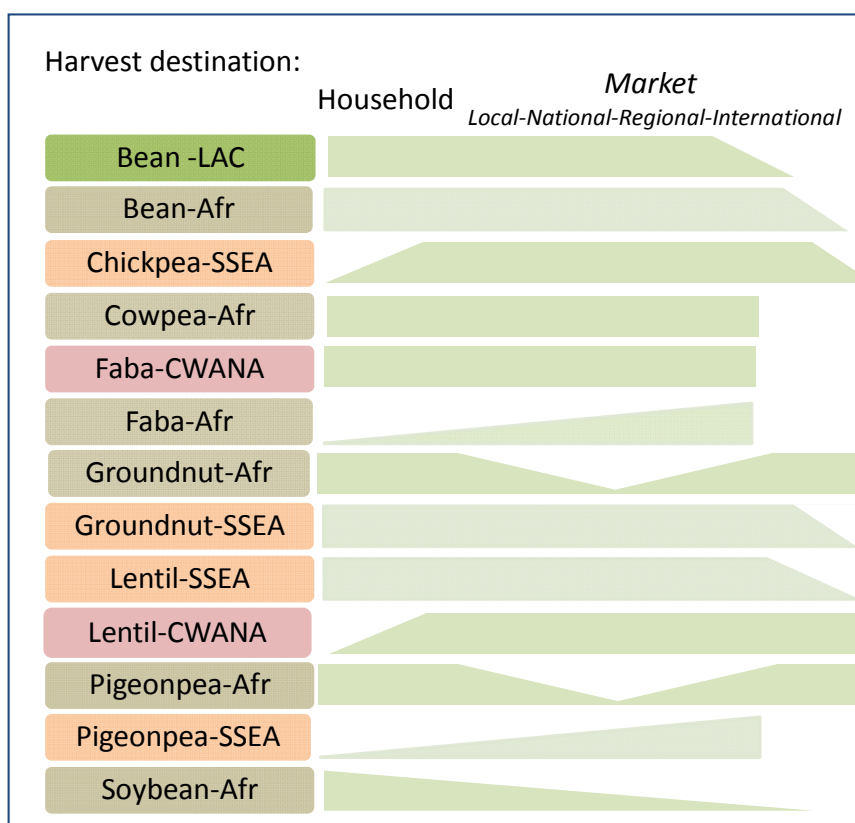 Harvest destination:
Household
Market
Local-National-Regional-International
Bean -LAC
Bean-Afr
Chickpea-SSEA
Cowpea-Afr
Faba-CWANA
Faba-Afr
Groundnut-Afr
Groundnut-SSEA
Lentil-SSEA
Lentil-CWANA
Pigeonpea-Afr
Pigeonpea-SSEA
Soybean-Afr